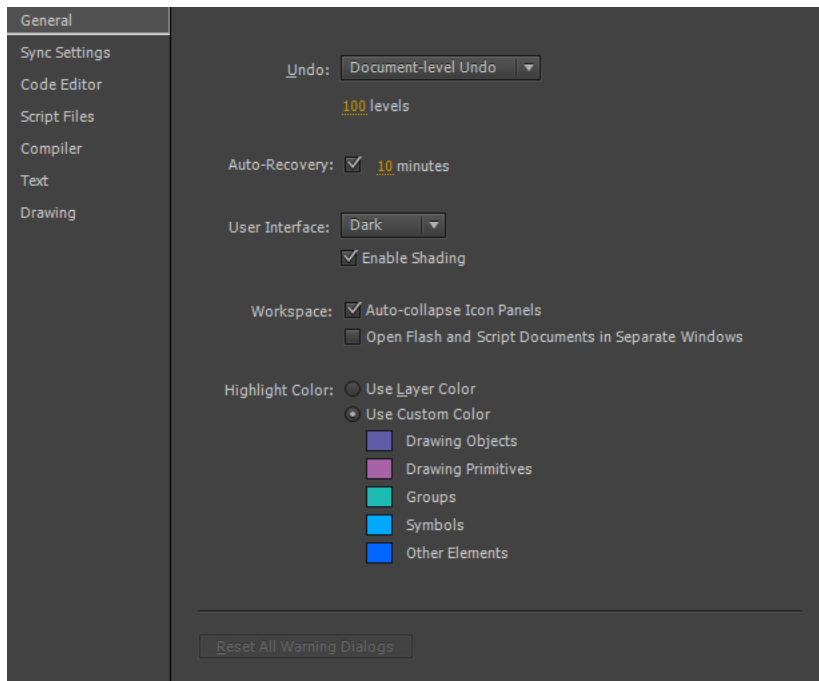 General
Sync Settings
Code Editor
Script Files
Compiler
Text
Drawing
Undo: Document-level Undo
100 levels
Auto-Recovery: 10 minutes
User Interface: Dark
Enable Shading
Workspace: Auto-collapse Icon Panels
Open Flash and Script Documents in Separate Windows
Highlight Color: Use Layer Color
Use Custom Color
Drawing Objects
Drawing Primitives
Groups
Symbols
Other Elements
Reset All Warning Dialogs